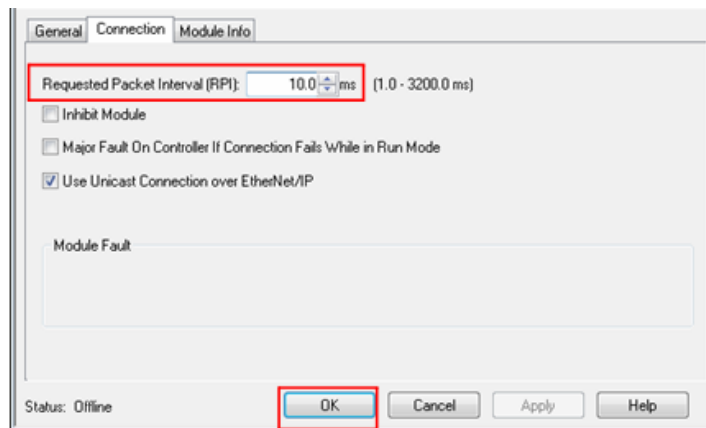 General Connection Module Info
Requested Packet Interval (RPI): 10.0 ms (1.0 - 3200.0 ms)
Inhibit Module
Major Fault On Controller If Connection Fails While in Run Mode
Use Unicast Connection over EtherNet/IP
Module Fault
Status: Offline OK Cancel Apply Help